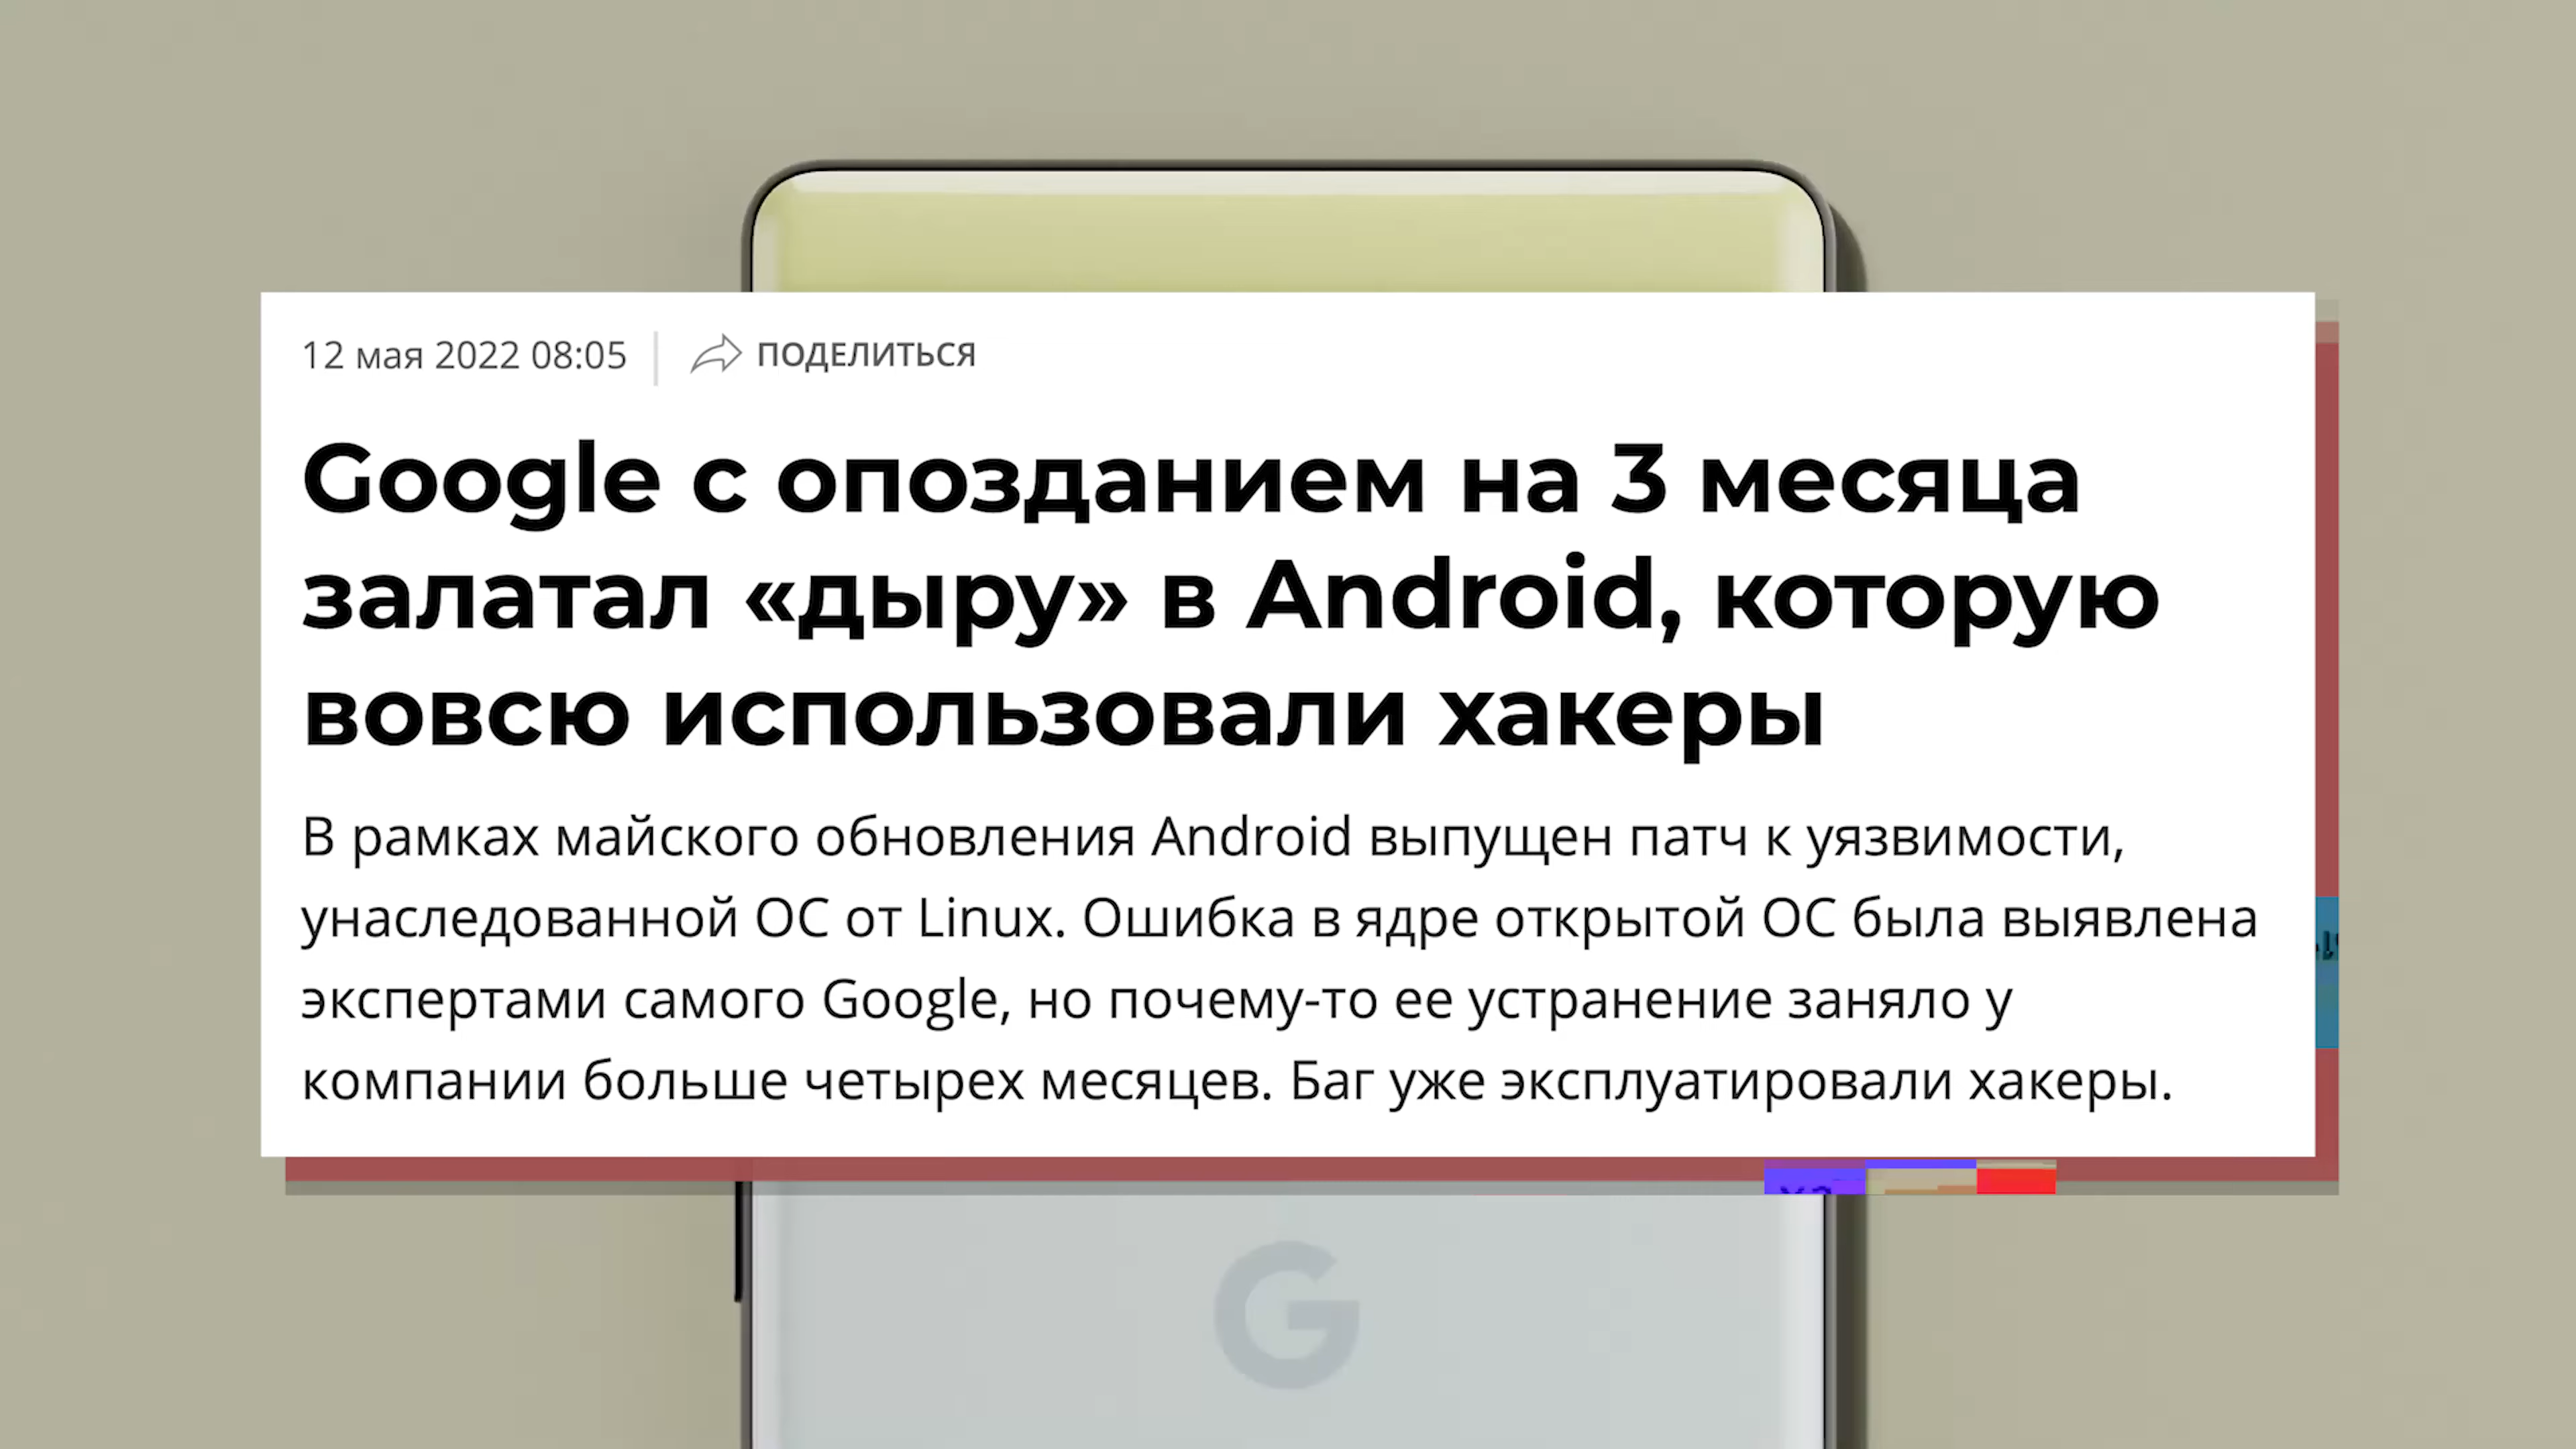 12 мая 2022 08:05 ПОДЕЛИТЬСЯ
Google с опозданием на 3 месяца
залатал «дыру» в Android, которую
вовсю использовали хакеры
В рамках майского обновления Android выпущен патч к уязвимости,
унаследованной ОС от Linux. Ошибка в ядре открытой ОС была выявлена
экспертами самого Google, но почему-то ее устранение заняло у
компании больше четырех месяцев. Баг уже эксплуатировали хакеры.
G